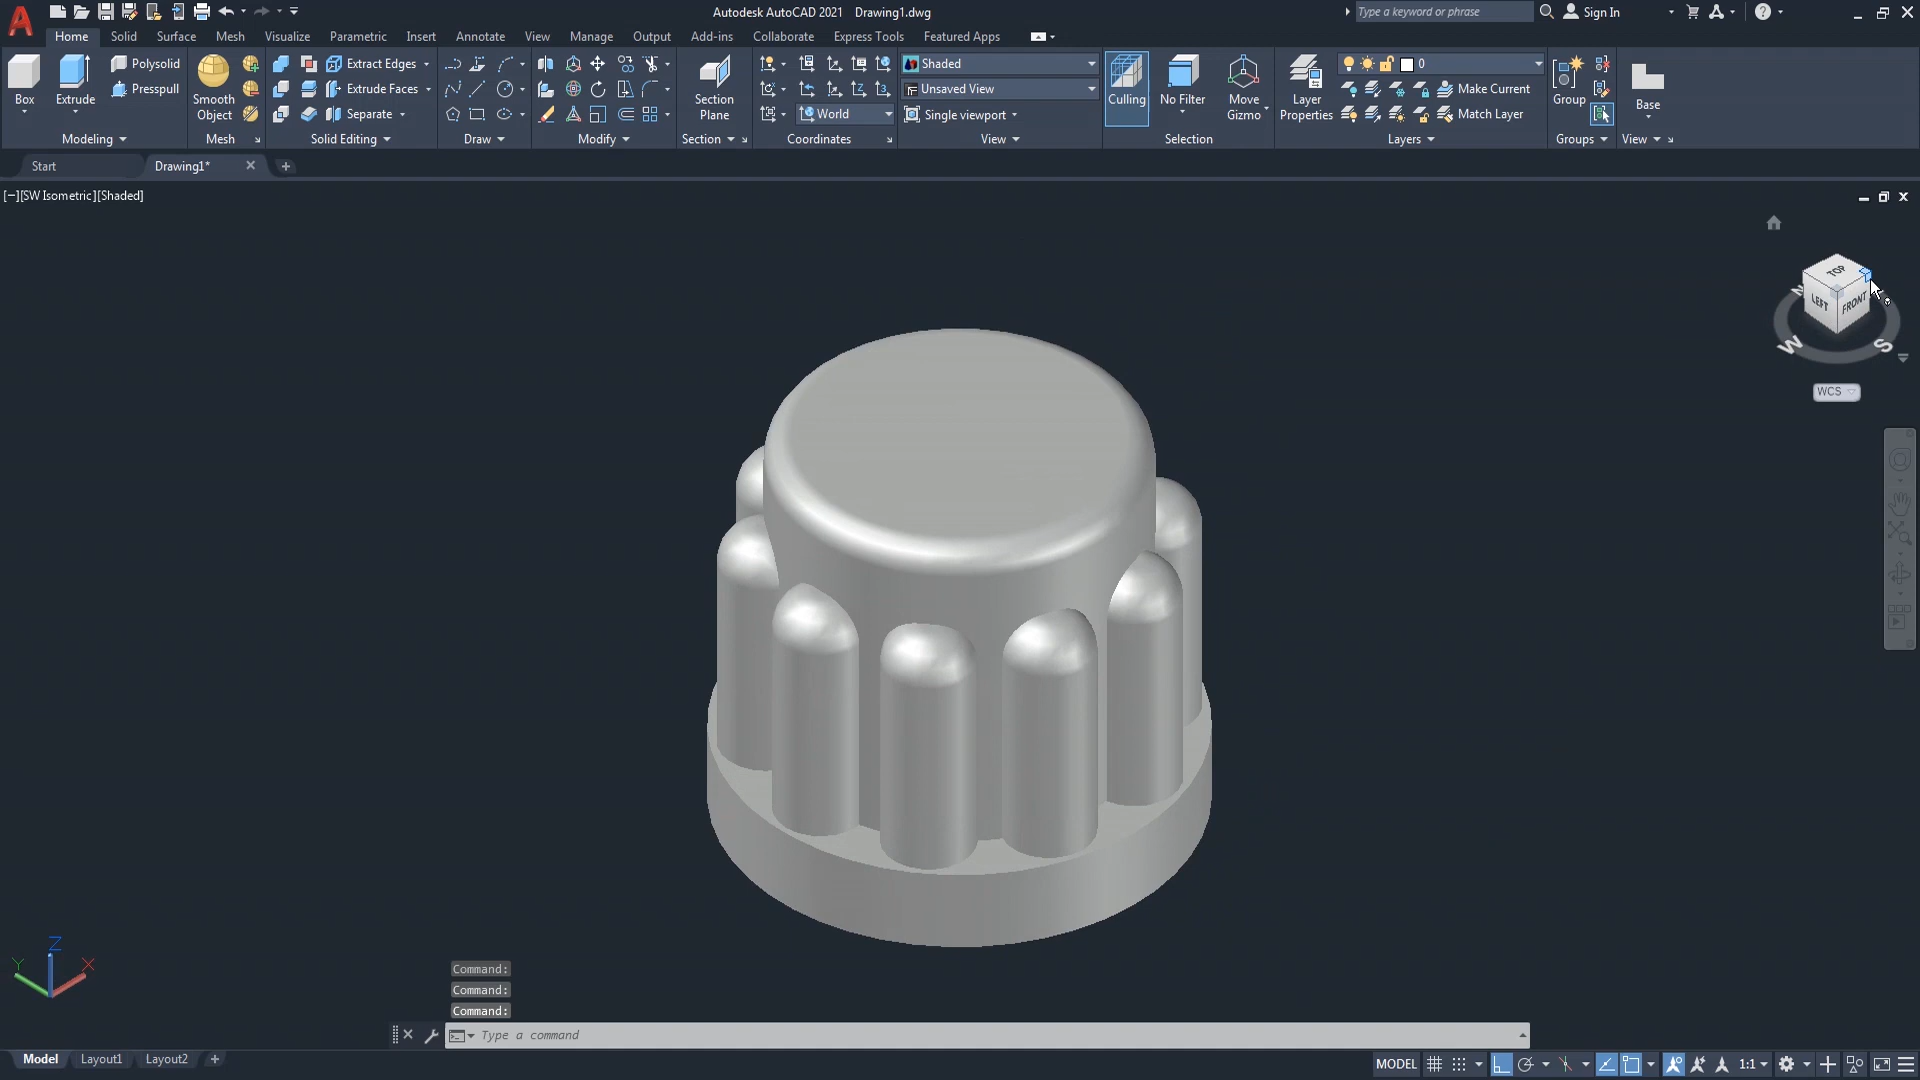 Autodesk AutoCAD 2021 Drawing1.dwg
Type a keyword or phrase
Sign In
Home Solid Surface Mesh Visualize Parametric Insert Annotate View Manage Output Add-ins Collaborate Express Tools Featured Apps
Box
Extrude
Polysolid
Presspull
Modeling
Smooth
Object
Mesh
Extract Edges
Extrude Faces
Separate
Solid Editing
Draw
Modify
Section
Plane
Section
World
Coordinates
Shaded
Unsaved View
Single viewport
View
Culling
No Filter
Move
Gizmo
Selection
Layer
Properties
0
Make Current
Match Layer
Layers
Group
Groups
Base
View
Start
Drawing1*
[−][SW Isometric][Shaded]
TOP
LEFT
FRONT
N
W
S
WCS
Z
Y
X
Command:
Command:
Command:
Type a command
Model
Layout1
Layout2
MODEL
1:1